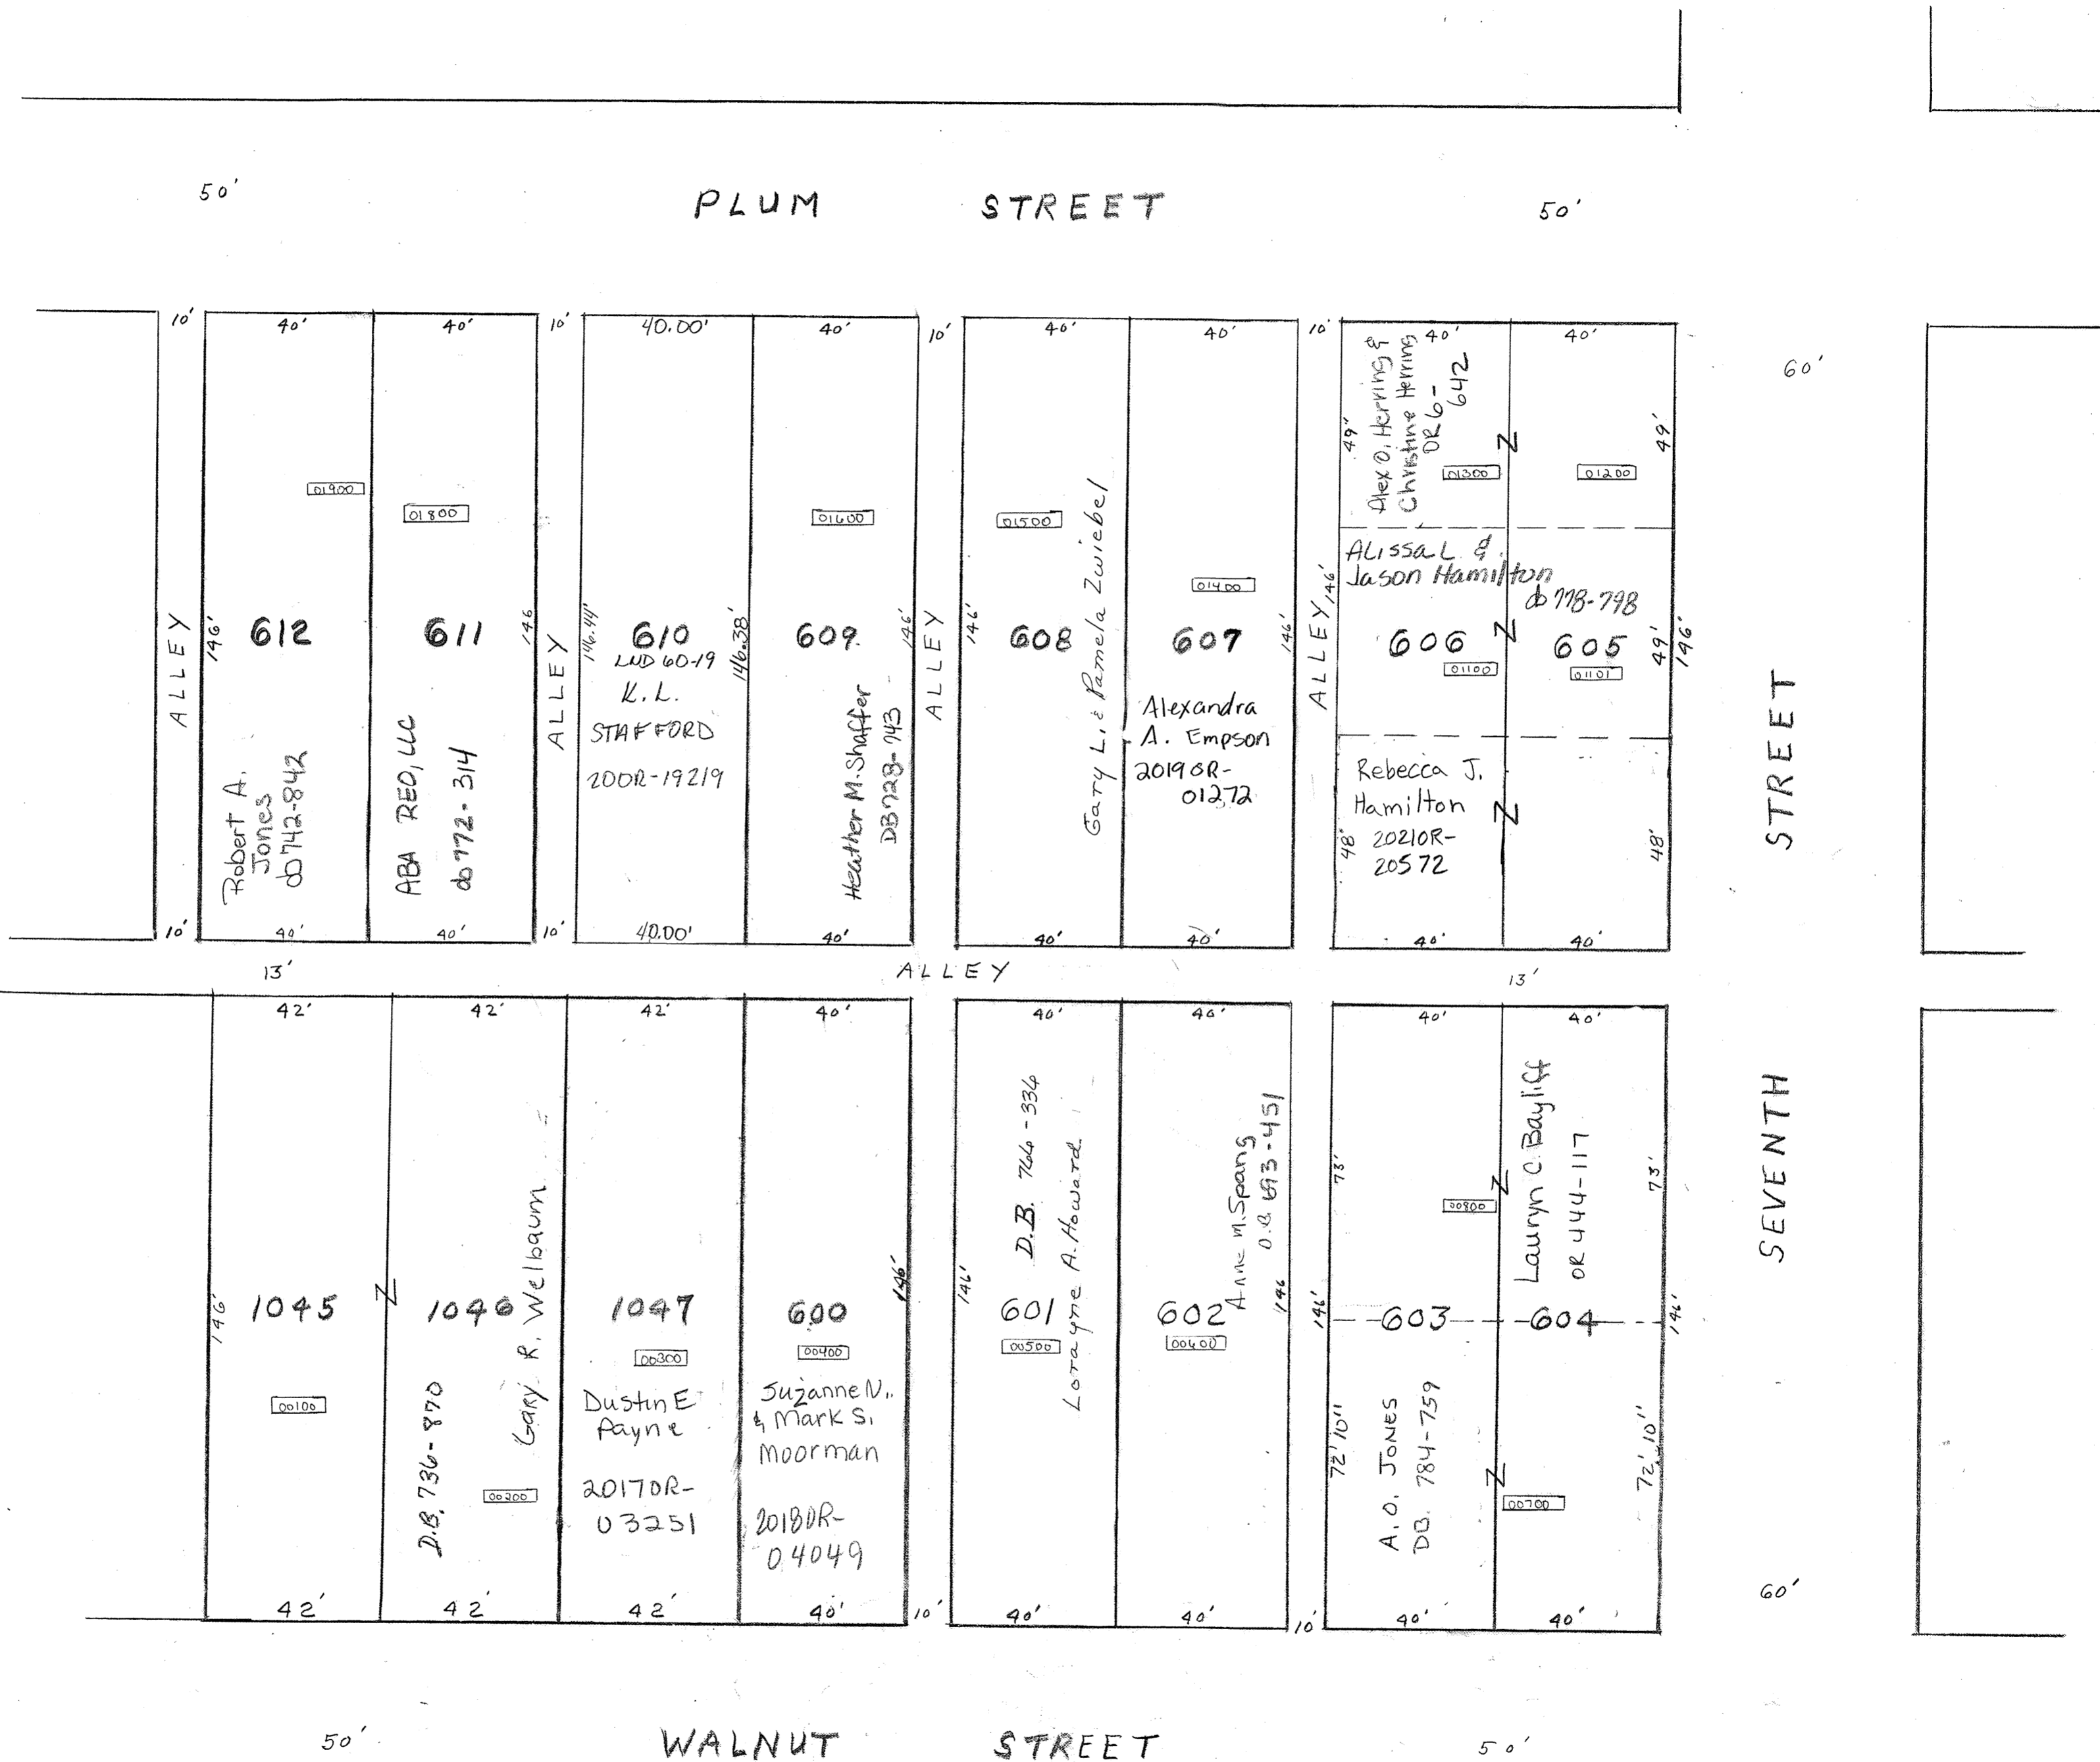 50'
PLUM STREET
50'
10'
40'
40'
10'
40.00'
40'
10'
40'
40'
10'
40'
40'
60'
Alex O. Herring &
Christine Herring
OR 6-
642
49'
49'
01300
01200
01900
01800
01600
01500
01400
Alissa L &
Jason Hamilton
db 778-798
ALLEY
146'
612
611
146
ALLEY
146.44'
610
LND 60-19
K. L.
STAFFORD
200R-19219
146.38'
609
146'
ALLEY
146'
608
Gary L. & Pamela Zwiebel
607
146'
Alexandra
A. Empson
2019OR-
01272
ALLEY
146'
606
605
49'
146'
01100
01101
Robert A.
Jones
db 742-842
ABA REO, LLC
db 772-314
Heather M. Shaffer
DB 728-743
Rebecca J.
Hamilton
2021OR-
20572
48'
48'
STREET
10'
40'
40'
10'
40.00'
40'
40'
40'
40'
40'
13'
ALLEY
13'
42'
42'
42'
40'
40'
40'
40'
40'
D.B. 766-336
Lorayne A. Howard
Anne M. Spang
D.B. 693-451
73'
Lauryn C. Bayliff
OR 444-117
73'
00800
SEVENTH
146'
1045
1046
Gary R. Welbaum
1047
600
146'
146'
601
602
146
146'
603
604
146'
00300
00400
00500
00600
00100
D.B. 736-870
00200
Dustin E
Payne
2017OR-
03251
Suzanne N.
& Mark S.
Moorman
2018OR-
04049
72' 10"
A. O. JONES
DB. 784-759
00700
72' 10"
60'
42'
42'
42'
40'
10'
40'
40'
10'
40'
40'
50'
WALNUT STREET
50'